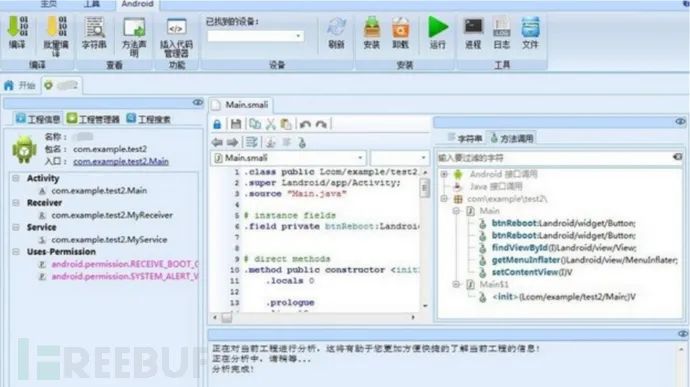 主页
工具
Android
编译
批量编译
编译
字符串
方法声明
查看
插入代码管理器
功能
已找到的设备:
刷新
设备
安装
卸载
安装
运行
进程
日志
文件
工具
开始
工程信息
工程管理器
工程搜索
名称:
包名: com.example.test2
入口: com.example.test2.Main
Activity
com.example.test2.Main
Receiver
com.example.test2.MyReceiver
Service
com.example.test2.MyService
Uses-Permission
android.permission.RECEIVE_BOOT_C
android.permission.SYSTEM_ALERT_V
Main.smali
Main.smali
1 .class public Lcom/example/test2
2 .super Landroid/app/Activity;
3 .source "Main.java"
4
5 # instance fields
6 .field private btnReboot:Landroid
7
8
9 # direct methods
10 .method public constructor <init>
11 .locals 0
12
13 .prologue
字符串
方法调用
输入要过滤的字符
Android 接口调用
Java 接口调用
com\example\test2\
Main
btnReboot:Landroid/widget/Button;
btnReboot:Landroid/widget/Button;
findViewById(I)Landroid/view/View;
getMenuInflater()Landroid/view/MenuInflater;
setContentView(I)V
Main$1
<init>(Lcom/example/test2/Main;)V
正在对当前工程进行分析，这将有助于您更加方便快捷的了解当前工程的信息!
正在分析中，请稍等...
分析完成!
FREEBUF